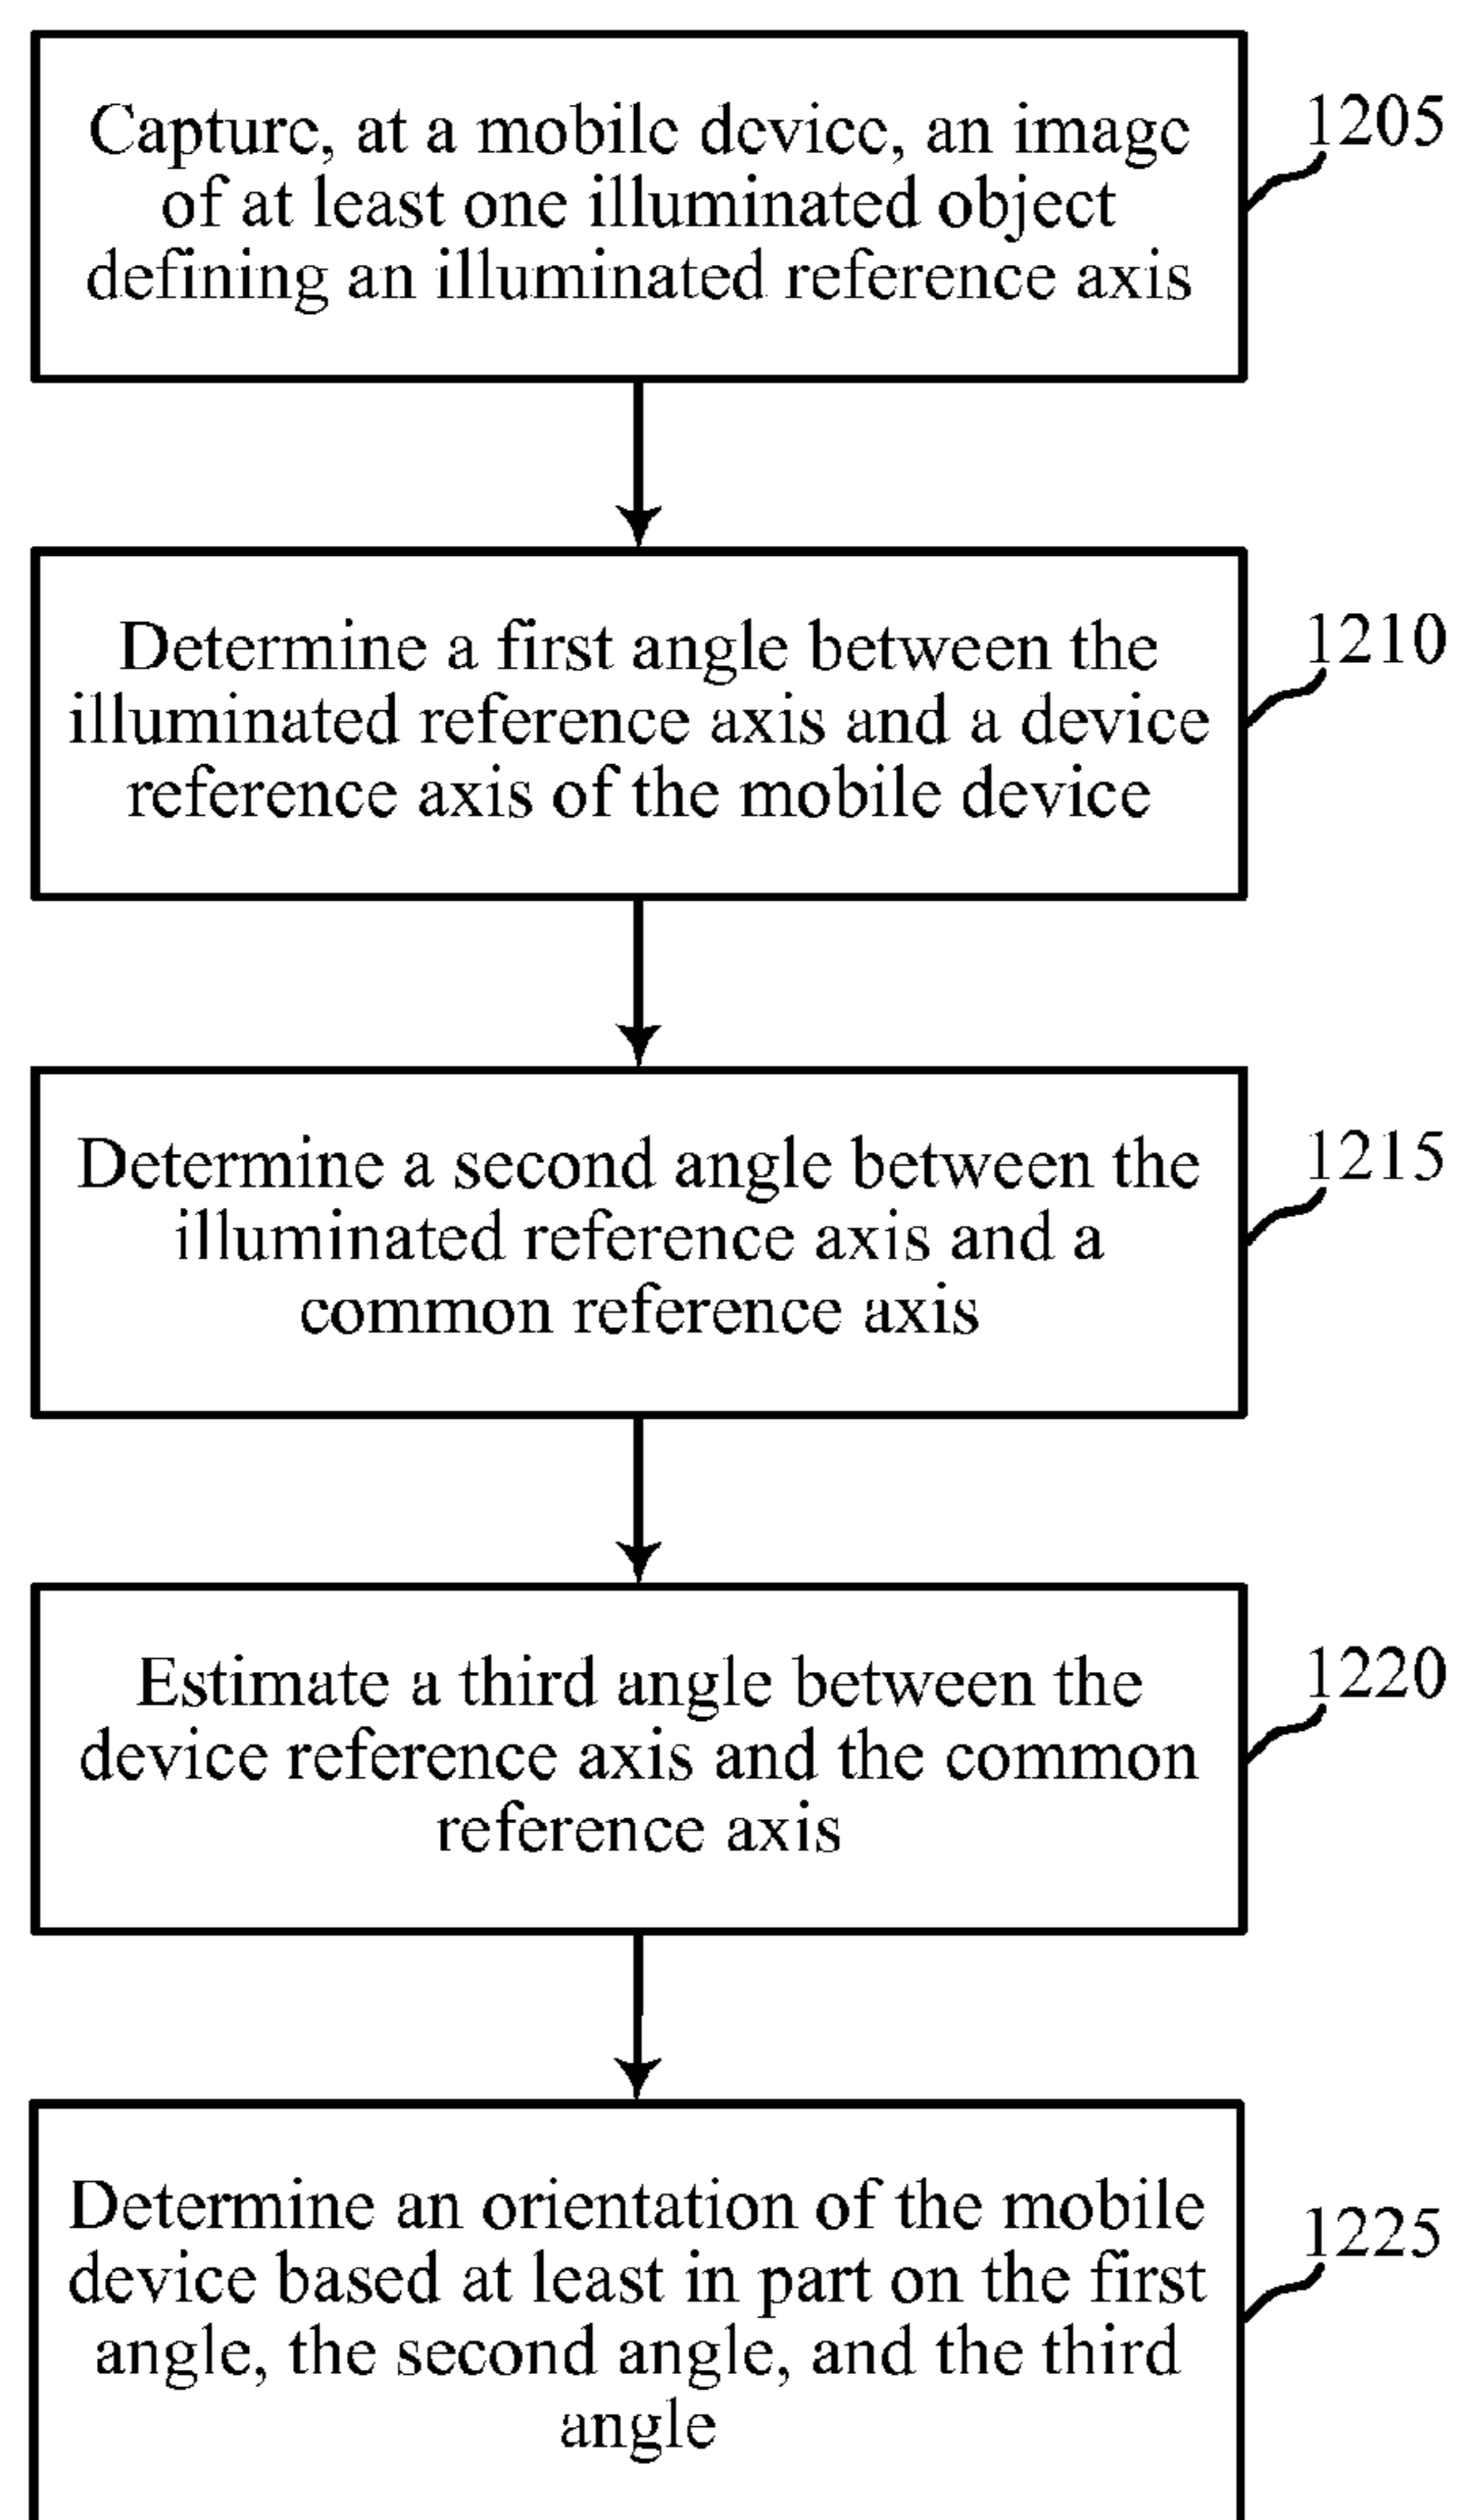 Capture, at a mobile device, an image
of at least one illuminated object
defining an illuminated reference axis
1205
Determine a first angle between the
illuminated reference axis and a device
reference axis of the mobile device
1210
Determine a second angle between the
illuminated reference axis and a
common reference axis
1215
Estimate a third angle between the
device reference axis and the common
reference axis
1220
Determine an orientation of the mobile
device based at least in part on the first
angle, the second angle, and the third
angle
1225